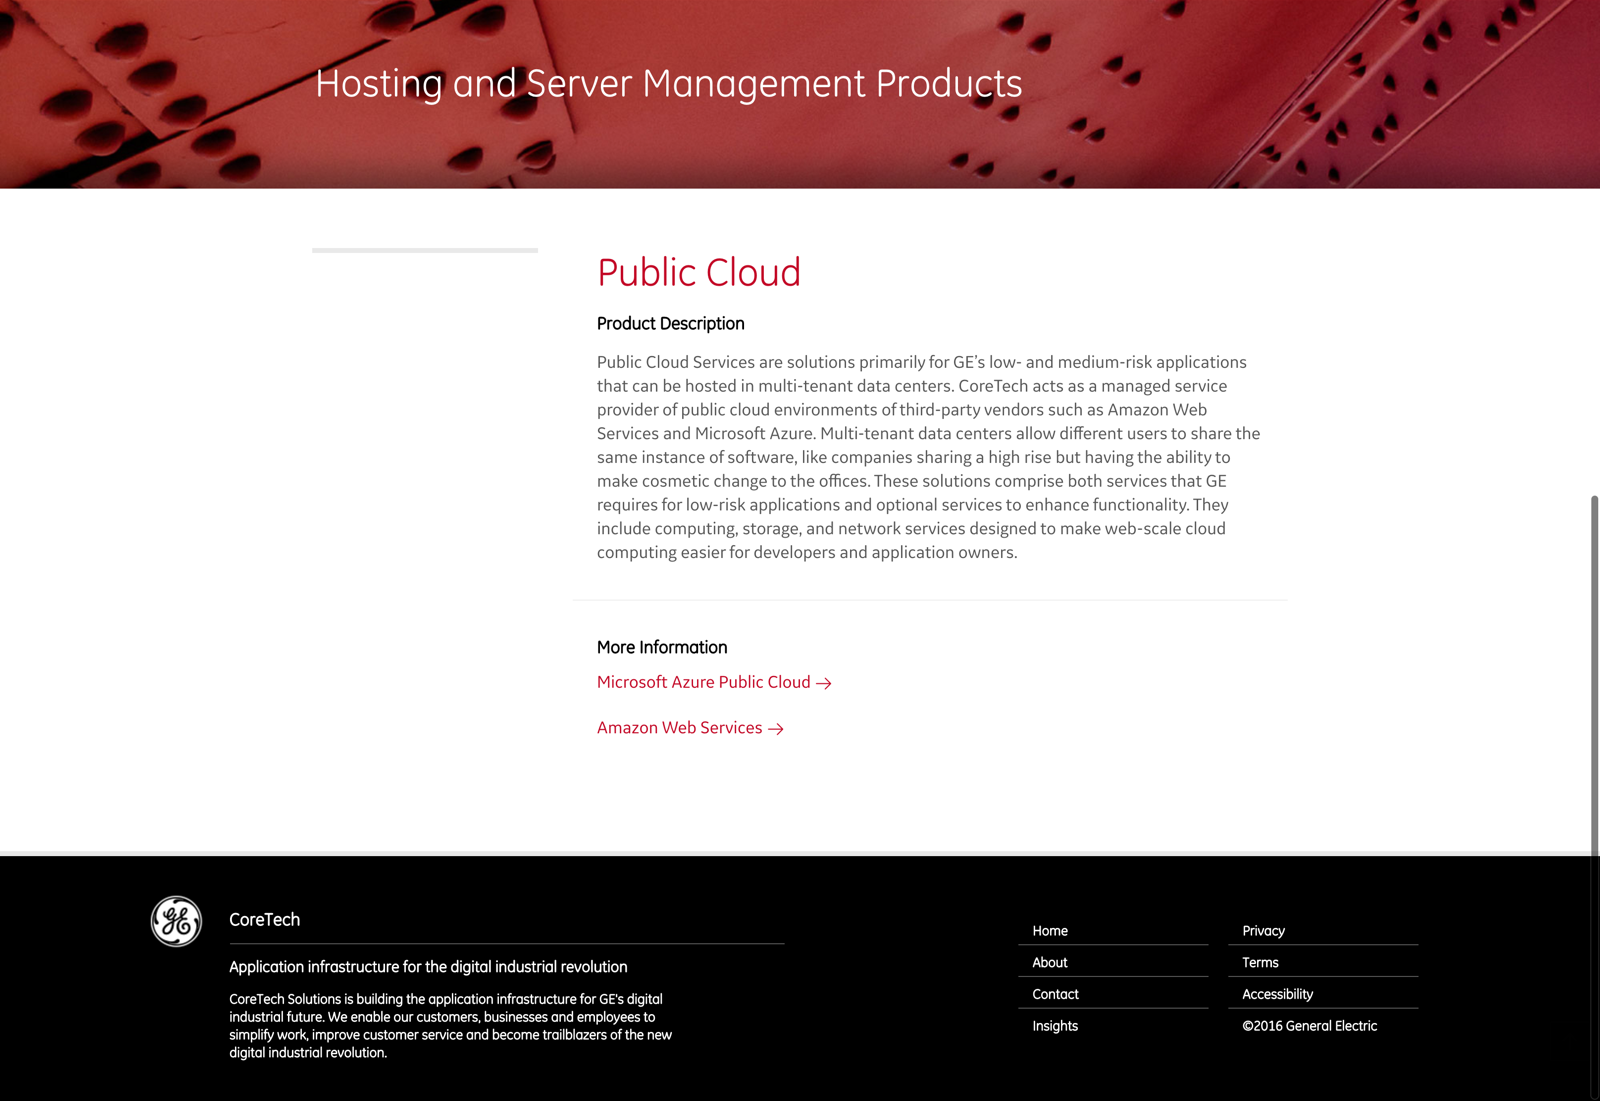 Hosting and Server Management Products
Public Cloud
Product Description
Public Cloud Services are solutions primarily for GE's low- and medium-risk applications
that can be hosted in multi-tenant data centers. CoreTech acts as a managed service
provider of public cloud environments of third-party vendors such as Amazon Web
Services and Microsoft Azure. Multi-tenant data centers allow different users to share the
same instance of software, like companies sharing a high rise but having the ability to
make cosmetic change to the offices. These solutions comprise both services that GE
requires for low-risk applications and optional services to enhance functionality. They
include computing, storage, and network services designed to make web-scale cloud
computing easier for developers and application owners.
More Information
Microsoft Azure Public Cloud →
Amazon Web Services →
GE
CoreTech
Application infrastructure for the digital industrial revolution
CoreTech Solutions is building the application infrastructure for GE's digital
industrial future. We enable our customers, businesses and employees to
simplify work, improve customer service and become trailblazers of the new
digital industrial revolution.
Home
About
Contact
Insights
Privacy
Terms
Accessibility
©2016 General Electric